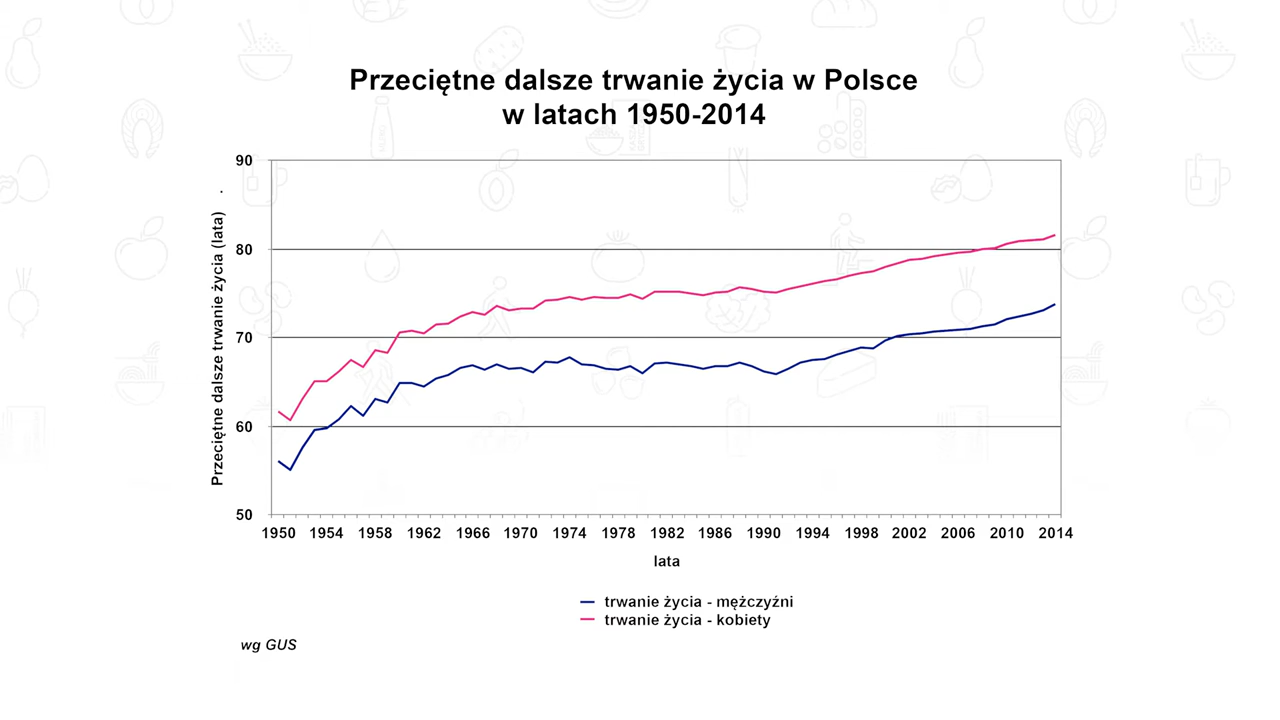 Przeciętne dalsze trwanie życia w Polsce
w latach 1950-2014
Przeciętne dalsze trwanie życia (lata) .
90
80
70
60
50
1950 1954 1958 1962 1966 1970 1974 1978 1982 1986 1990 1994 1998 2002 2006 2010 2014
lata
trwanie życia - mężczyźni
trwanie życia - kobiety
wg GUS